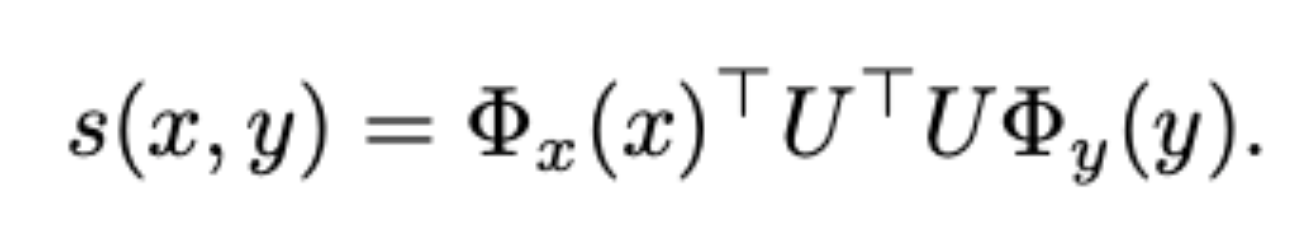 s(x, y) = Φ_x(x)^⊤ U^⊤ U Φ_y(y).